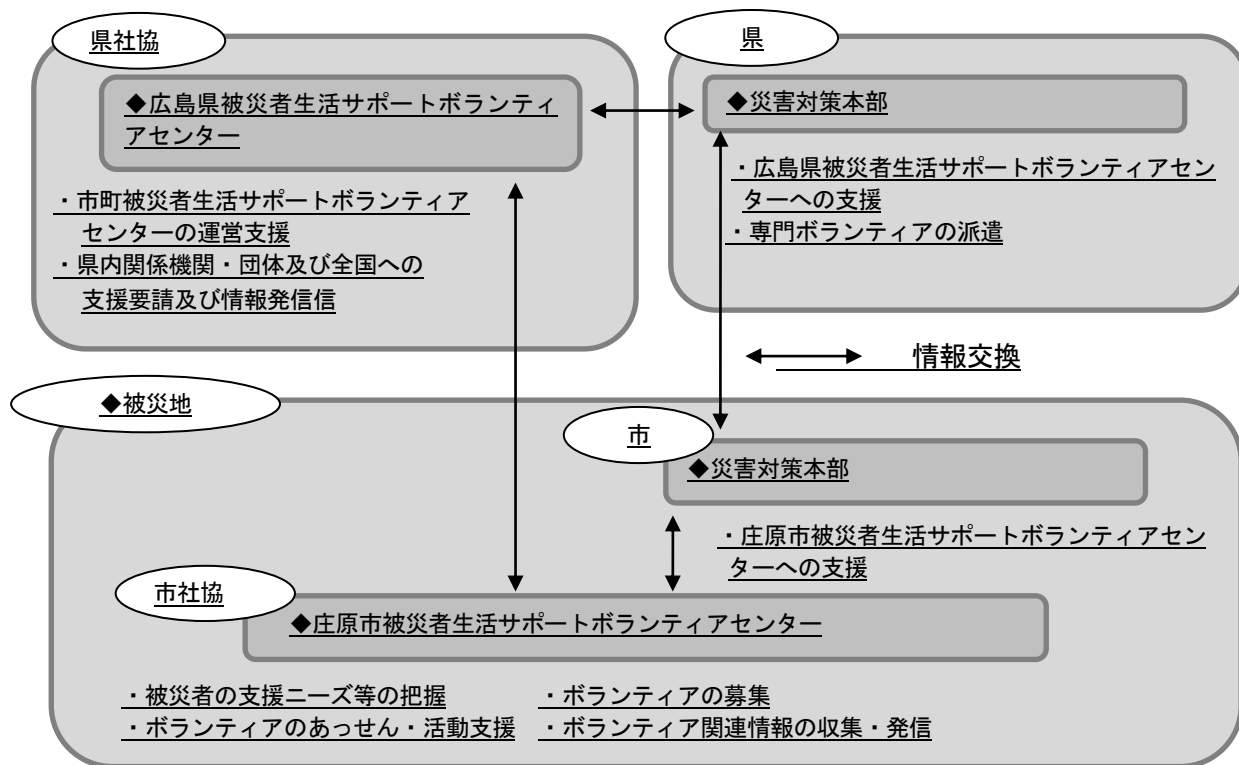 県社協
◆広島県被災者生活サポートボランティ
アセンター
・市町被災者生活サポートボランティア
センターの運営支援
・県内関係機関・団体及び全国への
支援要請及び情報発信信
県
◆災害対策本部
・広島県被災者生活サポートボランティアセン
ターへの支援
・専門ボランティアの派遣
情報交換
◆被災地
市
◆災害対策本部
・庄原市被災者生活サポートボランティアセン
ターへの支援
市社協
◆庄原市被災者生活サポートボランティアセンター
・被災者の支援ニーズ等の把握
・ボランティアの募集
・ボランティアのあっせん・活動支援
・ボランティア関連情報の収集・発信